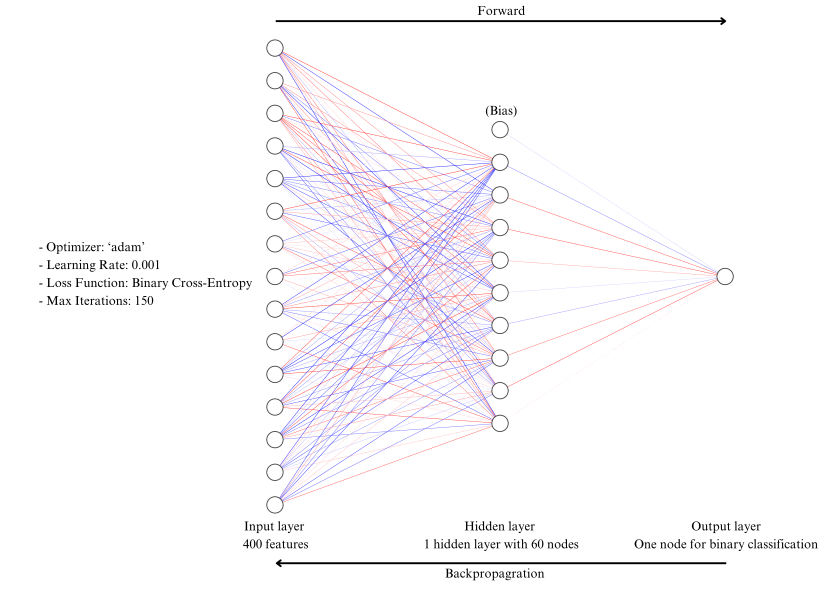 Forward
(Bias)
- Optimizer: ‘adam’
- Learning Rate: 0.001
- Loss Function: Binary Cross-Entropy
- Max Iterations: 150
Input layer
400 features
Hidden layer
1 hidden layer with 60 nodes
Output layer
One node for binary classification
Backpropagration